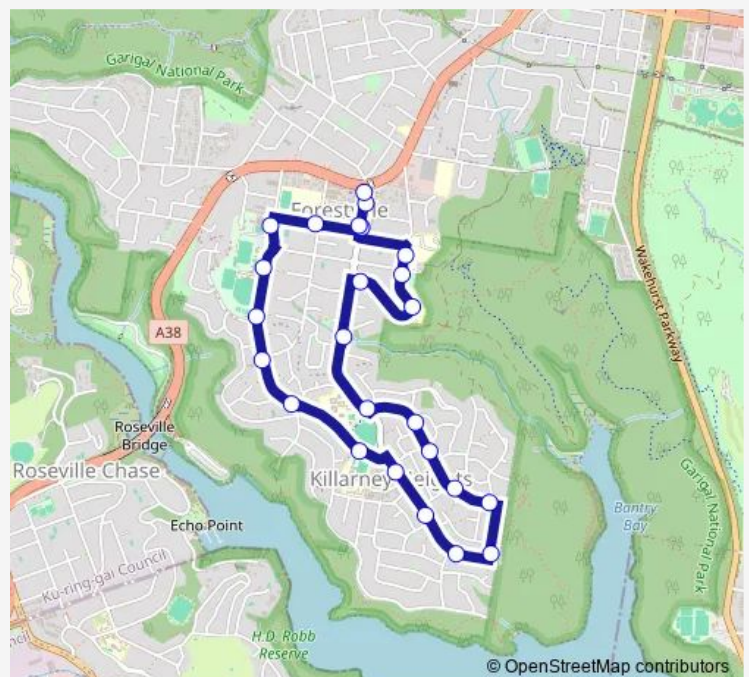 Garigal National Park
Forestville
A38
Wakehurst Parkway
Roseville
Bridge
Roseville Chase
Killarney Heights
Echo Point
Bantry
Bay
Garigal National Park
Ku-ring-gai Council
H.D. Robb
Reserve
© OpenStreetMap contributors